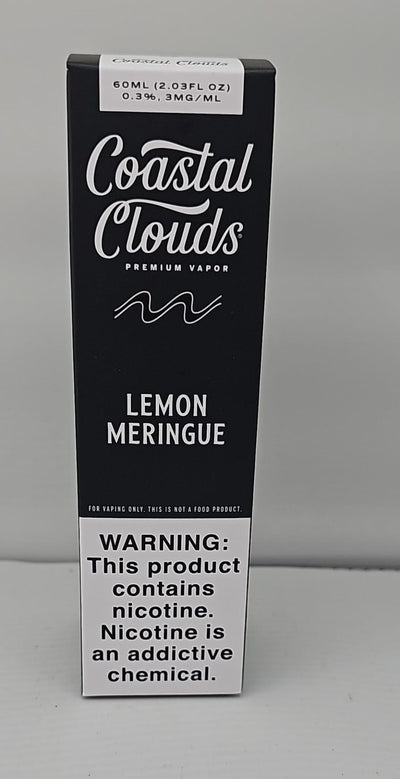 Coastal Clouds
60ML (2.03FL OZ)
0.3%, 3MG/ML
Coastal
Clouds®
PREMIUM VAPOR
LEMON
MERINGUE
FOR VAPING ONLY. THIS IS NOT A FOOD PRODUCT.
WARNING:
This product
contains
nicotine.
Nicotine is
an addictive
chemical.